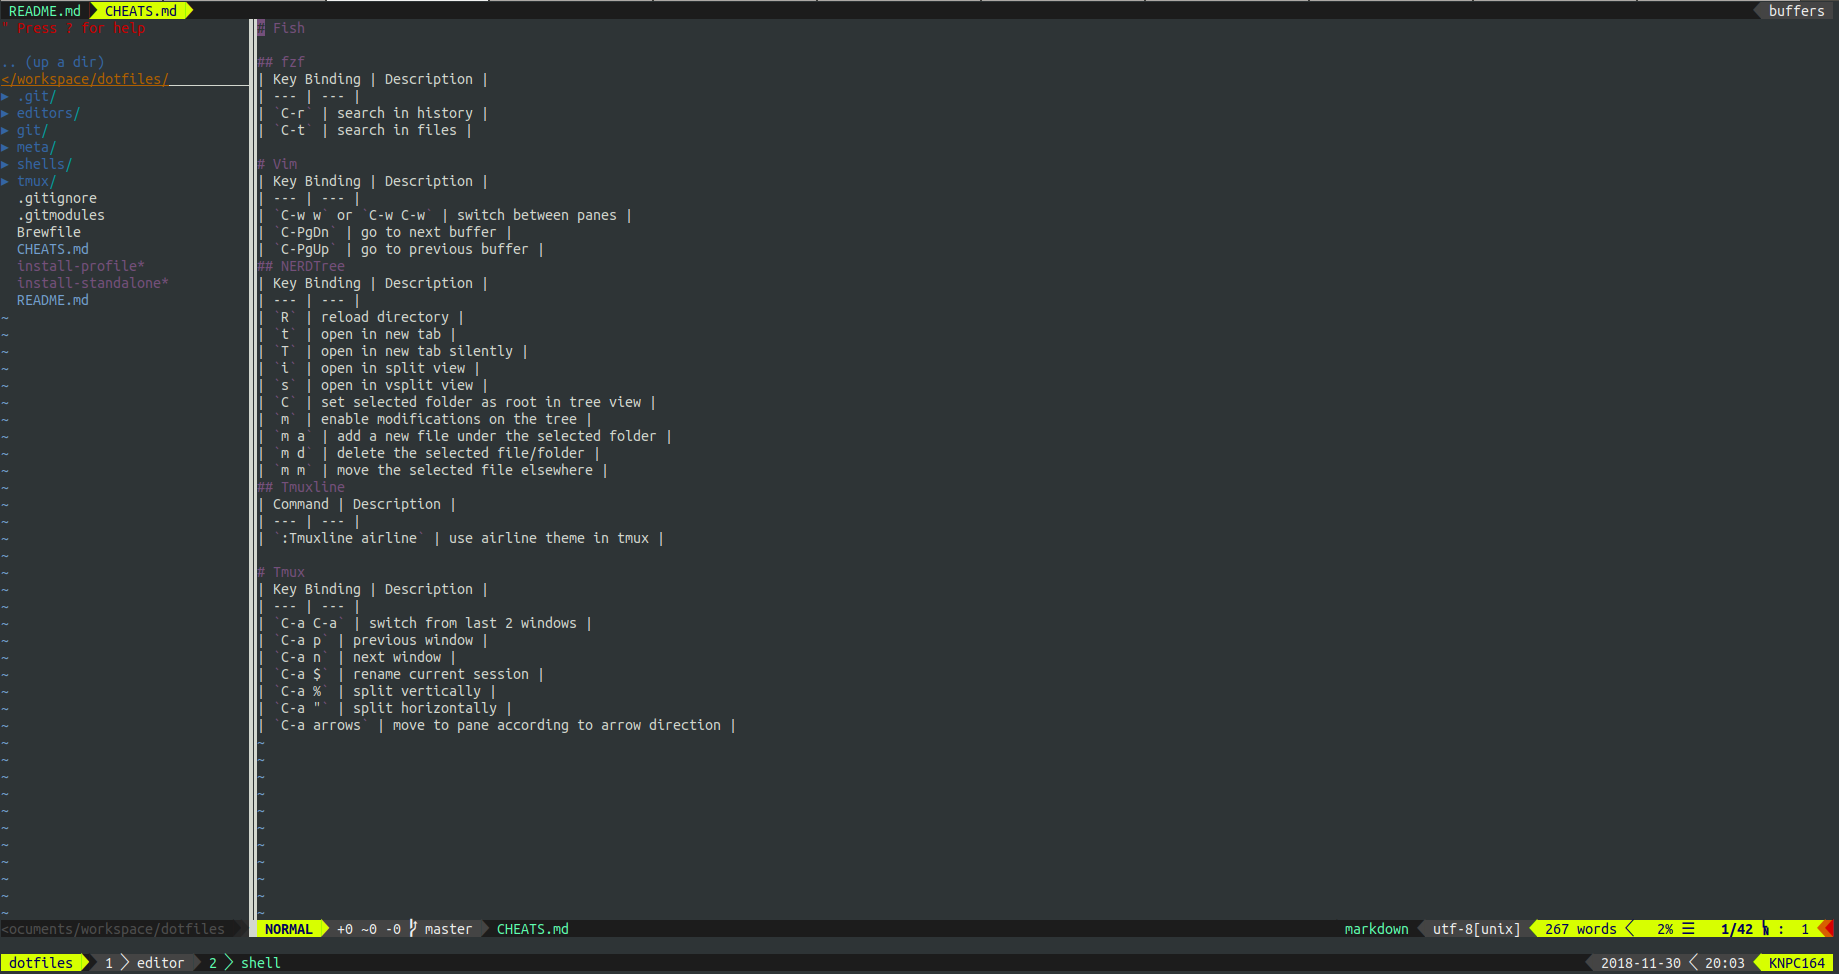 README.md CHEATS.md buffers
" Press ? for help
.. (up a dir)
</workspace/dotfiles/
▸ .git/
▸ editors/
▸ git/
▸ meta/
▸ shells/
▸ tmux/
.gitignore
.gitmodules
Brewfile
CHEATS.md
install-profile*
install-standalone*
README.md
# Fish
## fzf
| Key Binding | Description |
| --- | --- |
| `C-r` | search in history |
| `C-t` | search in files |
# Vim
| Key Binding | Description |
| --- | --- |
| `C-w w` or `C-w C-w` | switch between panes |
| `C-PgDn` | go to next buffer |
| `C-PgUp` | go to previous buffer |
## NERDTree
| Key Binding | Description |
| --- | --- |
| `R` | reload directory |
| `t` | open in new tab |
| `T` | open in new tab silently |
| `i` | open in split view |
| `s` | open in vsplit view |
| `C` | set selected folder as root in tree view |
| `m` | enable modifications on the tree |
| `m a` | add a new file under the selected folder |
| `m d` | delete the selected file/folder |
| `m m` | move the selected file elsewhere |
## Tmuxline
| Command | Description |
| --- | --- |
| `:Tmuxline airline` | use airline theme in tmux |
# Tmux
| Key Binding | Description |
| --- | --- |
| `C-a C-a` | switch from last 2 windows |
| `C-a p` | previous window |
| `C-a n` | next window |
| `C-a $` | rename current session |
| `C-a %` | split vertically |
| `C-a "` | split horizontally |
| `C-a arrows` | move to pane according to arrow direction |
<ocuments/workspace/dotfiles NORMAL +0 ~0 -0 master CHEATS.md markdown utf-8[unix] 267 words 2% ☰ 1/42 : 1
dotfiles 1 editor 2 shell 2018-11-30 20:03 KNPC164